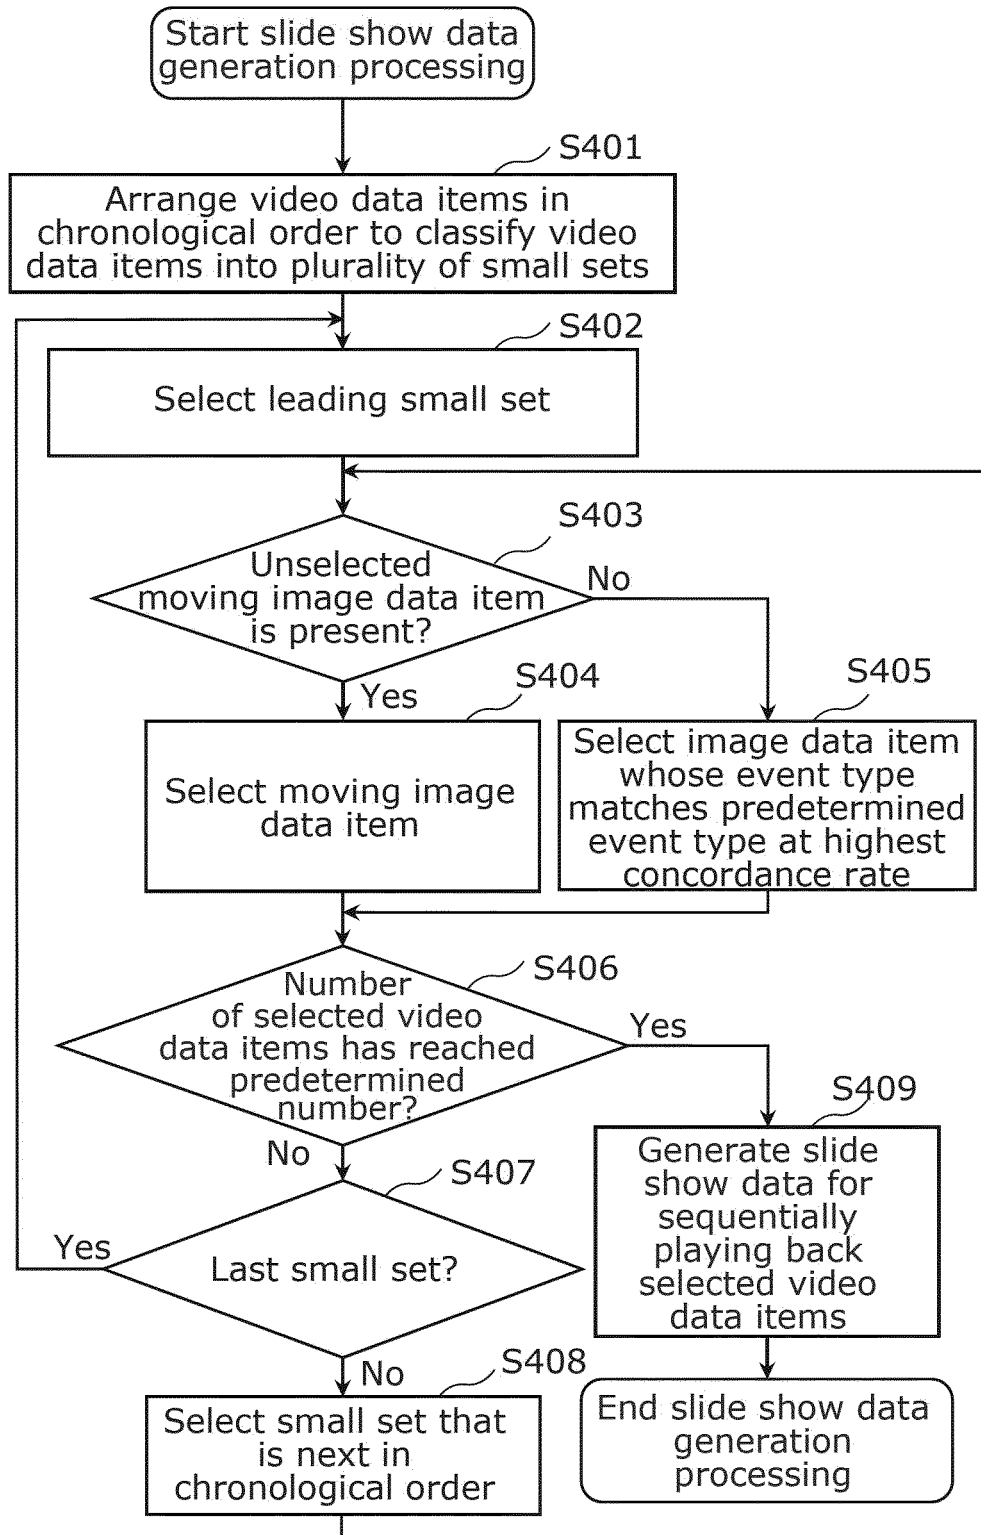 Start slide show data
generation processing
S401
Arrange video data items in
chronological order to classify video
data items into plurality of small sets
S402
Select leading small set
S403
Unselected
moving image data item
is present?
No
Yes
S404
Select moving image
data item
S405
Select image data item
whose event type
matches predetermined
event type at highest
concordance rate
S406
Number
of selected video
data items has reached
predetermined
number?
Yes
No
S409
Generate slide
show data for
sequentially
playing back
selected video
data items
S407
Last small set?
Yes
No
S408
Select small set that
is next in
chronological order
End slide show data
generation
processing